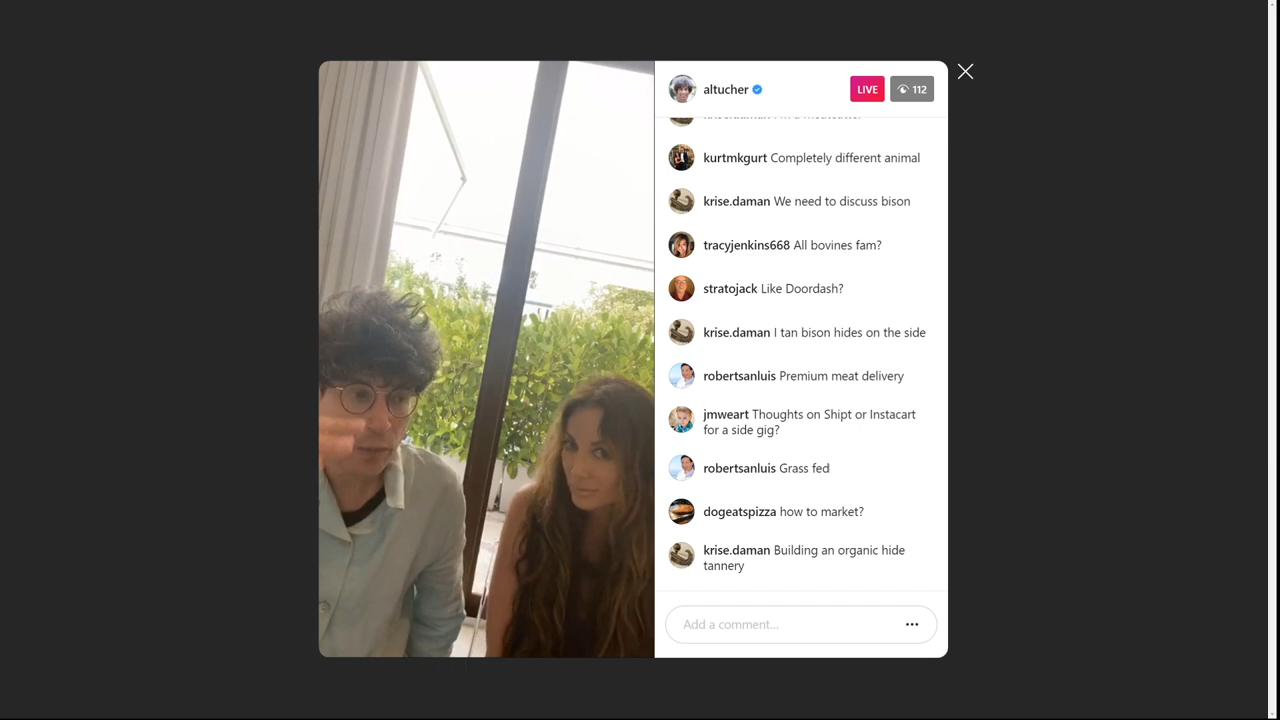 altucher
LIVE
112
kurtmkgurt Completely different animal
krise.daman We need to discuss bison
tracyjenkins668 All bovines fam?
stratojack Like Doordash?
krise.daman I tan bison hides on the side
robertsanluis Premium meat delivery
jmweart Thoughts on Shipt or Instacart
for a side gig?
robertsanluis Grass fed
dogeatspizza how to market?
krise.daman Building an organic hide
tannery
Add a comment...